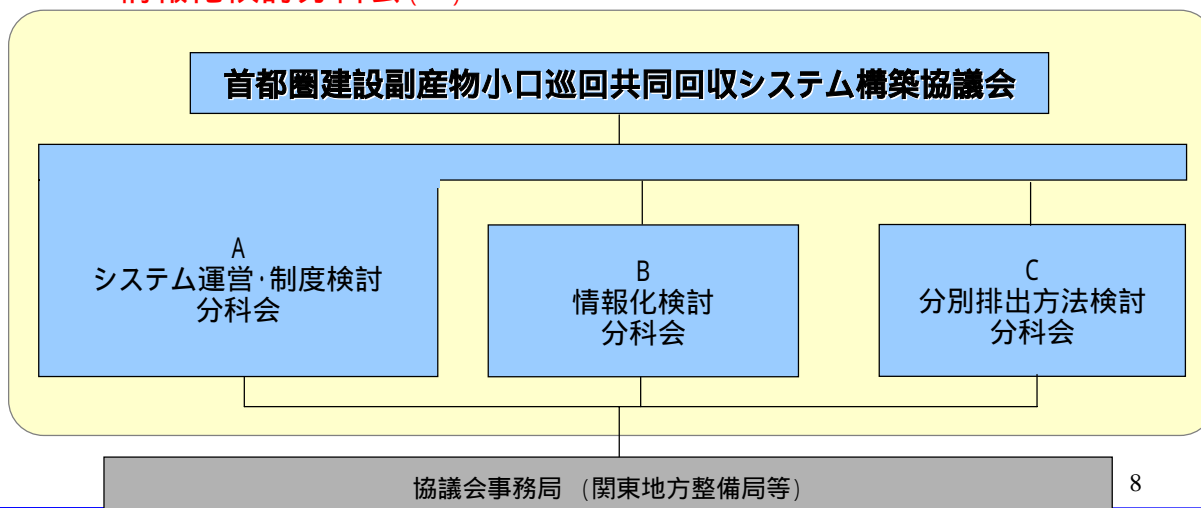 首都圏建設副産物小口巡回共同回収システム構築協議会
A
システム運営・制度検討
分科会
B
情報化検討
分科会
C
分別排出方法検討
分科会
協議会事務局 (関東地方整備局等)
8